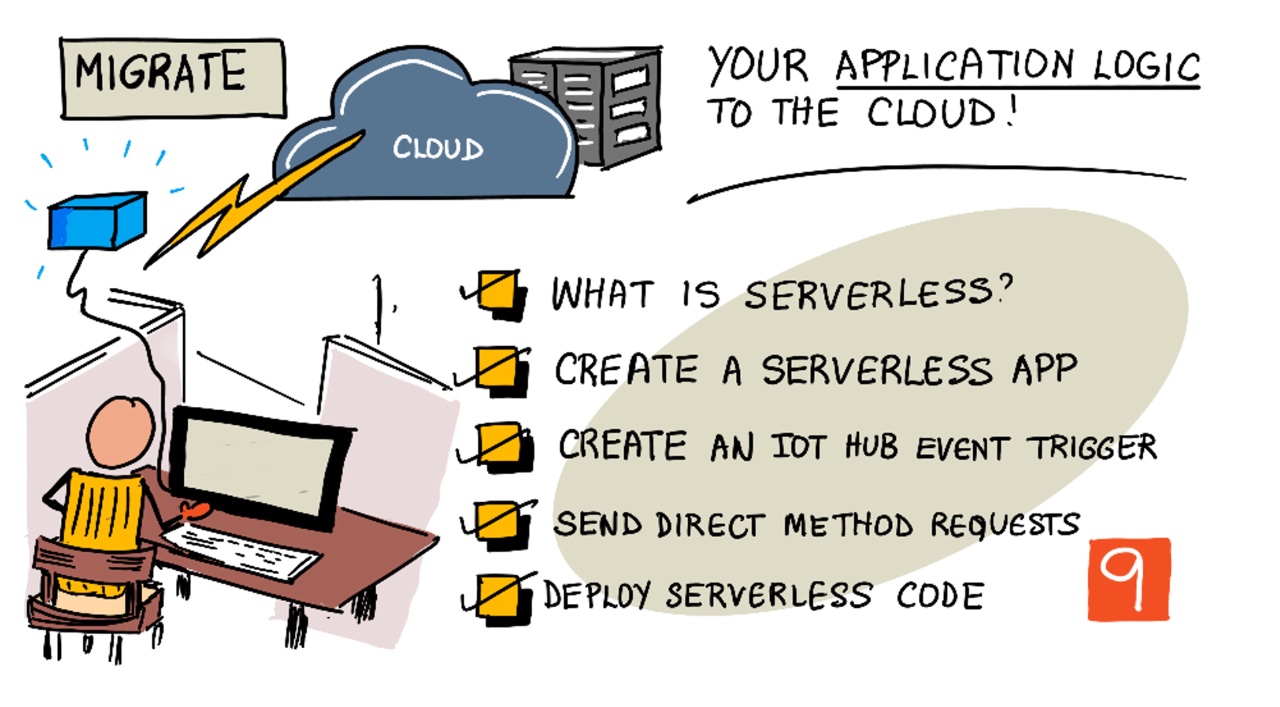 MIGRATE
CLOUD
YOUR APPLICATION LOGIC
TO THE CLOUD!
WHAT IS SERVERLESS?
CREATE A SERVERLESS APP
CREATE AN IOT HUB EVENT TRIGGER
SEND DIRECT METHOD REQUESTS
DEPLOY SERVERLESS CODE
9